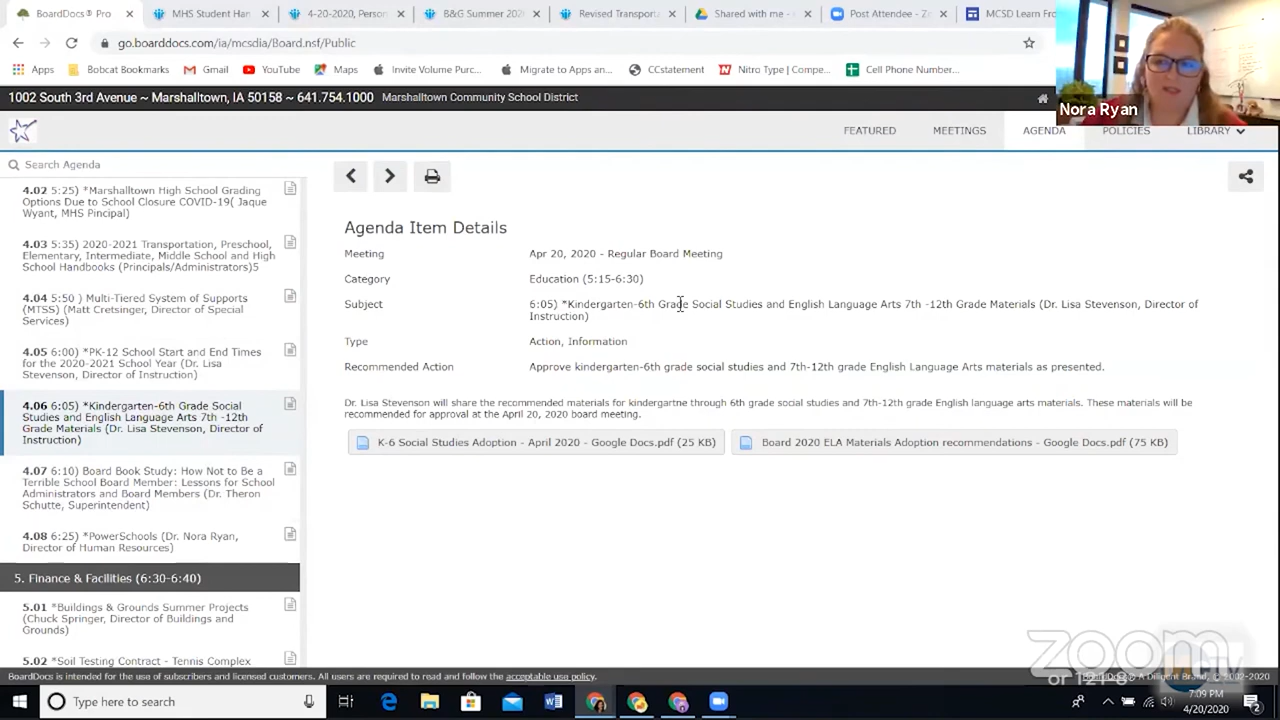 BoardDocs® Pro
MHS Student Han
4-20-2020, Person
B&G Summer 2020
Revised Transporta
Shared with me -
Post Attendee - Zo
MCSD Learn Fro
go.boarddocs.com/ia/mcsdia/Board.nsf/Public
Apps
Bobcat Bookmarks
Gmail
YouTube
Maps
Invite Volume Purc...
Migrate to Apps an...
CCstatement
Nitro Type | Compe...
Cell Phone Number...
Nora Ryan
1002 South 3rd Avenue ~ Marshalltown, IA 50158 ~ 641.754.1000 Marshalltown Community School District
FEATURED
MEETINGS
AGENDA
POLICIES
LIBRARY
Search Agenda
4.02 5:25) *Marshalltown High School Grading
Options Due to School Closure COVID-19( Jaque
Wyant, MHS Pincipal)
4.03 5:35) 2020-2021 Transportation, Preschool,
Elementary, Intermediate, Middle School and High
School Handbooks (Principals/Administrators)5
4.04 5:50 ) Multi-Tiered System of Supports
(MTSS) (Matt Cretsinger, Director of Special
Services)
4.05 6:00) *PK-12 School Start and End Times
for the 2020-2021 School Year (Dr. Lisa
Stevenson, Director of Instruction)
4.06 6:05) *Kindergarten-6th Grade Social
Studies and English Language Arts 7th -12th
Grade Materials (Dr. Lisa Stevenson, Director of
Instruction)
4.07 6:10) Board Book Study: How Not to Be a
Terrible School Board Member: Lessons for School
Administrators and Board Members (Dr. Theron
Schutte, Superintendent)
4.08 6:25) *PowerSchools (Dr. Nora Ryan,
Director of Human Resources)
5. Finance & Facilities (6:30-6:40)
5.01 *Buildings & Grounds Summer Projects
(Chuck Springer, Director of Buildings and
Grounds)
5.02 *Soil Testing Contract - Tennis Complex
Agenda Item Details
Meeting
Apr 20, 2020 - Regular Board Meeting
Category
Education (5:15-6:30)
Subject
6:05) *Kindergarten-6th Grade Social Studies and English Language Arts 7th -12th Grade Materials (Dr. Lisa Stevenson, Director of
Instruction)
Type
Action, Information
Recommended Action
Approve kindergarten-6th grade social studies and 7th-12th grade English Language Arts materials as presented.
Dr. Lisa Stevenson will share the recommended materials for kindergartne through 6th grade social studies and 7th-12th grade English language arts materials. These materials will be
recommended for approval at the April 20, 2020 board meeting.
K-6 Social Studies Adoption - April 2020 - Google Docs.pdf (25 KB)
Board 2020 ELA Materials Adoption recommendations - Google Docs.pdf (75 KB)
zoom
BoardDocs is intended for the use of subscribers and licensed customers. All users are required to read and follow the acceptable use policy.
A Diligent Brand, ©2002-2020
Type here to search
7:09 PM
4/20/2020
2